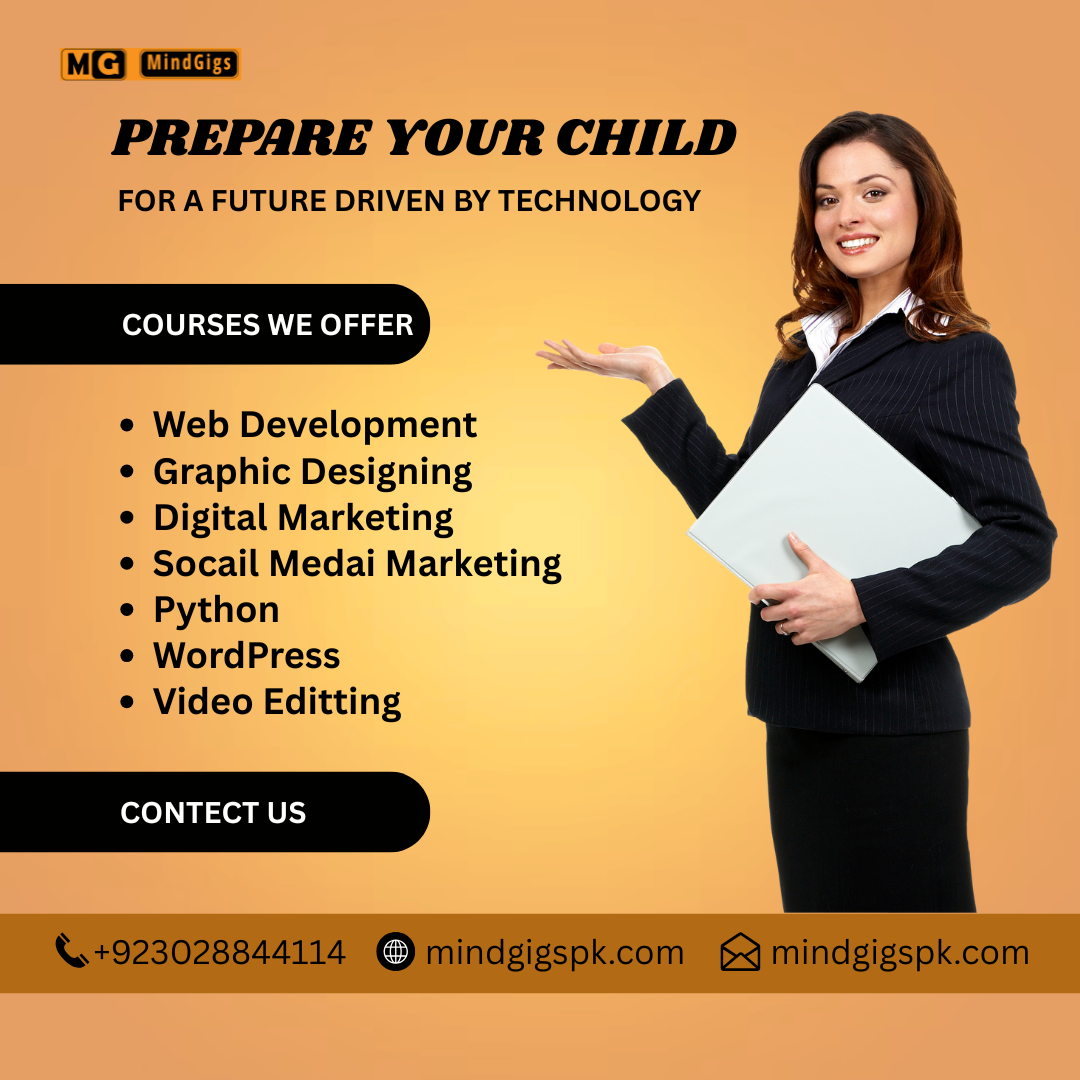 MG MindGigs
PREPARE YOUR CHILD
FOR A FUTURE DRIVEN BY TECHNOLOGY
COURSES WE OFFER
• Web Development
• Graphic Designing
• Digital Marketing
• Socail Medai Marketing
• Python
• WordPress
• Video Editting
CONTECT US
+923028844114 mindgigspk.com mindgigspk.com